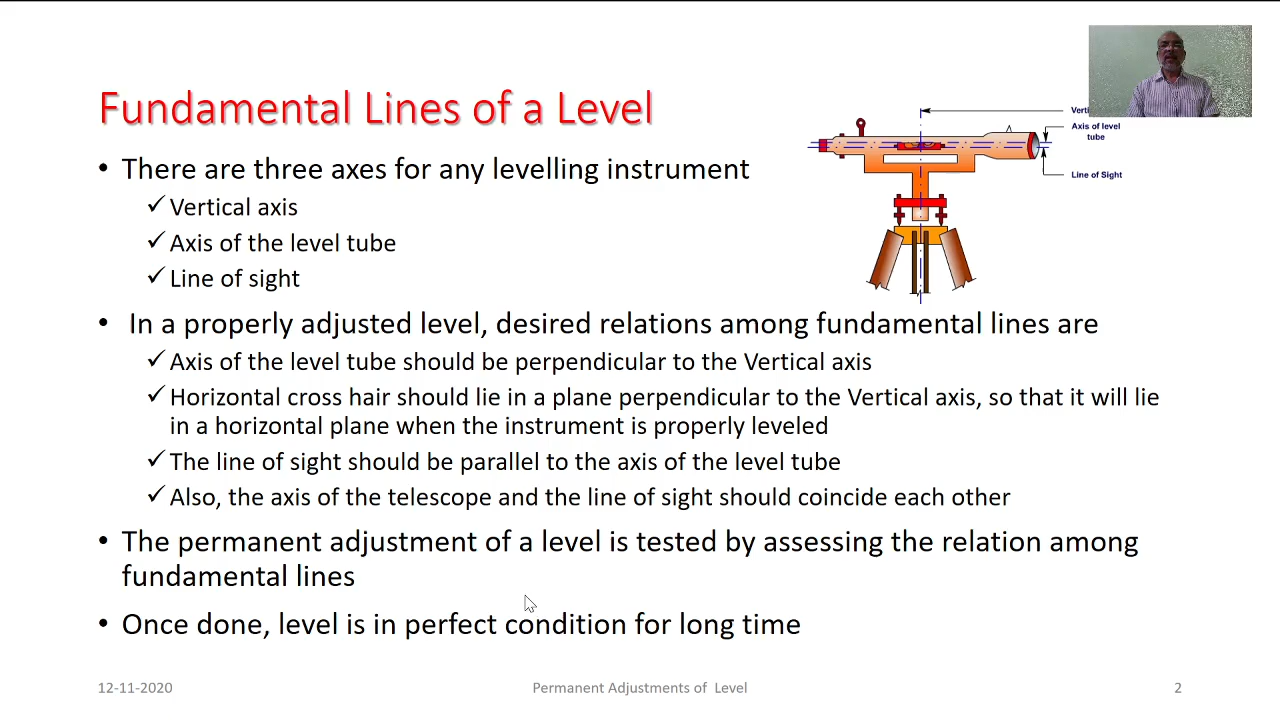 Fundamental Lines of a Level
• There are three axes for any levelling instrument
✓ Vertical axis
✓ Axis of the level tube
✓ Line of sight
Axis of level
tube
Line of Sight
• In a properly adjusted level, desired relations among fundamental lines are
✓ Axis of the level tube should be perpendicular to the Vertical axis
✓ Horizontal cross hair should lie in a plane perpendicular to the Vertical axis, so that it will lie
in a horizontal plane when the instrument is properly leveled
✓ The line of sight should be parallel to the axis of the level tube
✓ Also, the axis of the telescope and the line of sight should coincide each other
• The permanent adjustment of a level is tested by assessing the relation among
fundamental lines
• Once done, level is in perfect condition for long time
12-11-2020
Permanent Adjustments of Level
2